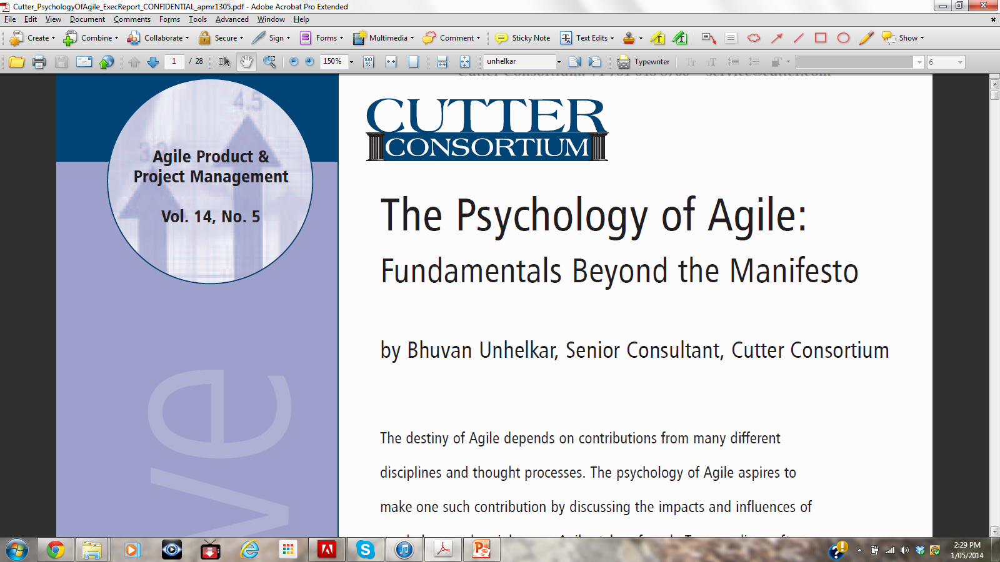 Cutter_PsychologyOfAgile_ExecReport_CONFIDENTIAL_apmr1305.pdf - Adobe Acrobat Pro Extended
File Edit View Document Comments Forms Tools Advanced Window Help
Create Combine Collaborate Secure Sign Forms Multimedia Comment Sticky Note Text Edits Show
1 / 28 150% unhelkar Typewriter 6
Agile Product &
Project Management
Vol. 14, No. 5
4.5
CUTTER
CONSORTIUM
The Psychology of Agile:
Fundamentals Beyond the Manifesto
by Bhuvan Unhelkar, Senior Consultant, Cutter Consortium
The destiny of Agile depends on contributions from many different
disciplines and thought processes. The psychology of Agile aspires to
make one such contribution by discussing the impacts and influences of
ve
2:29 PM
1/05/2014